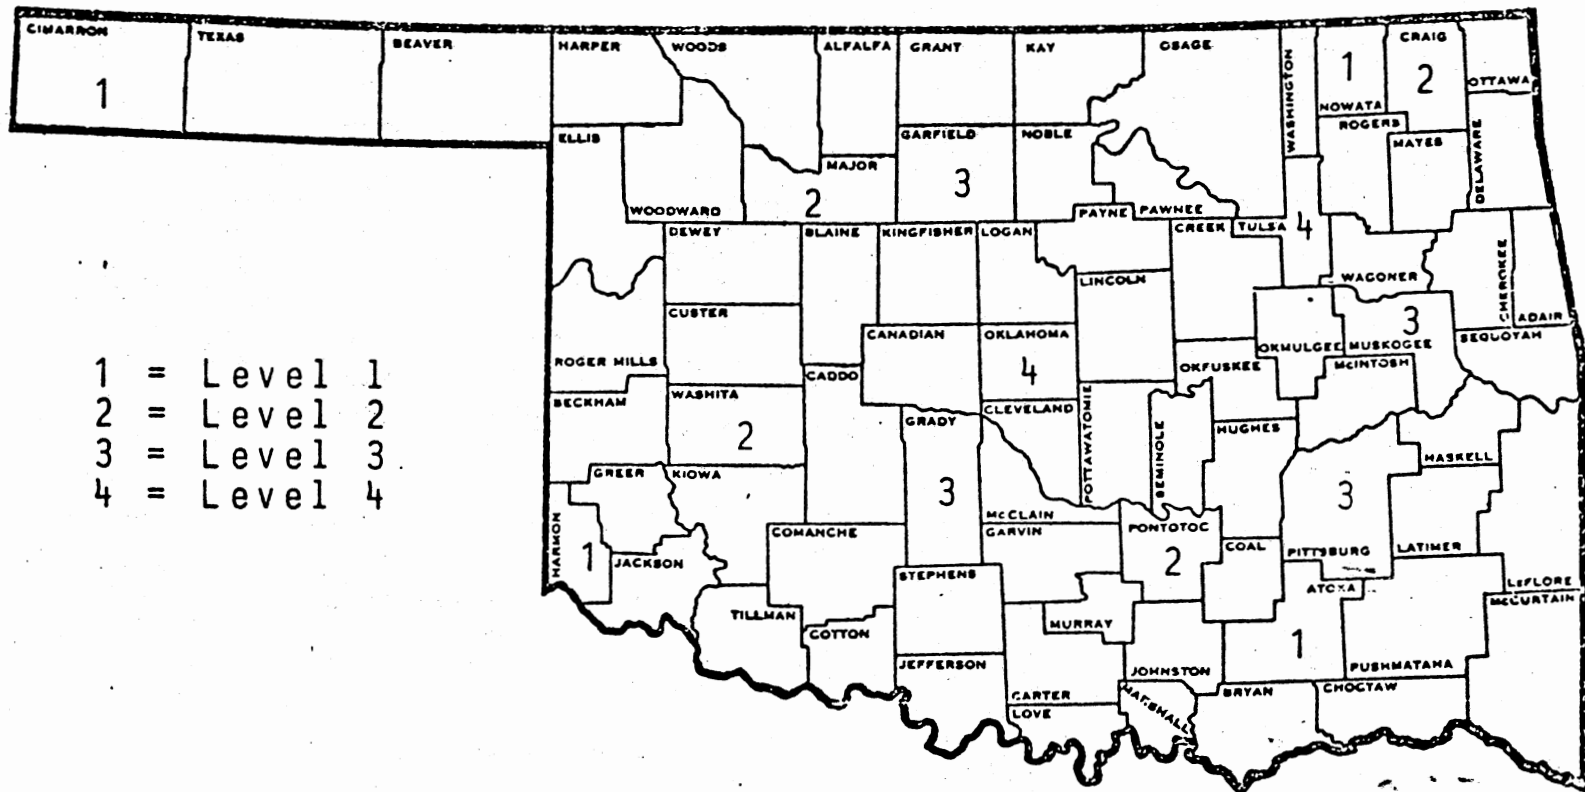 CIMARRON
TEXAS
BEAVER
HARPER
WOODS
ALFALFA
GRANT
KAY
OSAGE
WASHINGTON
1
NOWATA
CRAIG
2
OTTAWA
1
ELLIS
WOODWARD
MAJOR
2
GARFIELD
3
NOBLE
PAYNE
PAWNEE
ROGERS
MAYES
DELAWARE
DEWEY
BLAINE
KINGFISHER
LOGAN
LINCOLN
CREEK
TULSA
4
WAGONER
CHEROKEE
ADAIR
ROGER MILLS
CUSTER
CANADIAN
OKLAHOMA
4
OKFUSKEE
OKMULGEE
MUSKOGEE
3
MCINTOSH
SEQUOYAH
1 = Level 1
2 = Level 2
3 = Level 3
4 = Level 4
BECKHAM
WASHITA
2
CADDO
GRADY
3
CLEVELAND
POTTAWATOMIE
SEMINOLE
HUGHES
HASKELL
GREER
KIOWA
HARMON
1
JACKSON
COMANCHE
McCLAIN
GARVIN
PONTOTOC
2
COAL
PITTSBURG
3
LATIMER
LeFLORE
TILLMAN
COTTON
STEPHENS
JEFFERSON
MURRAY
CARTER
LOVE
JOHNSTON
MARSHALL
ATOKA
1
BRYAN
PUSHMATAHA
CHOCTAW
McCURTAIN